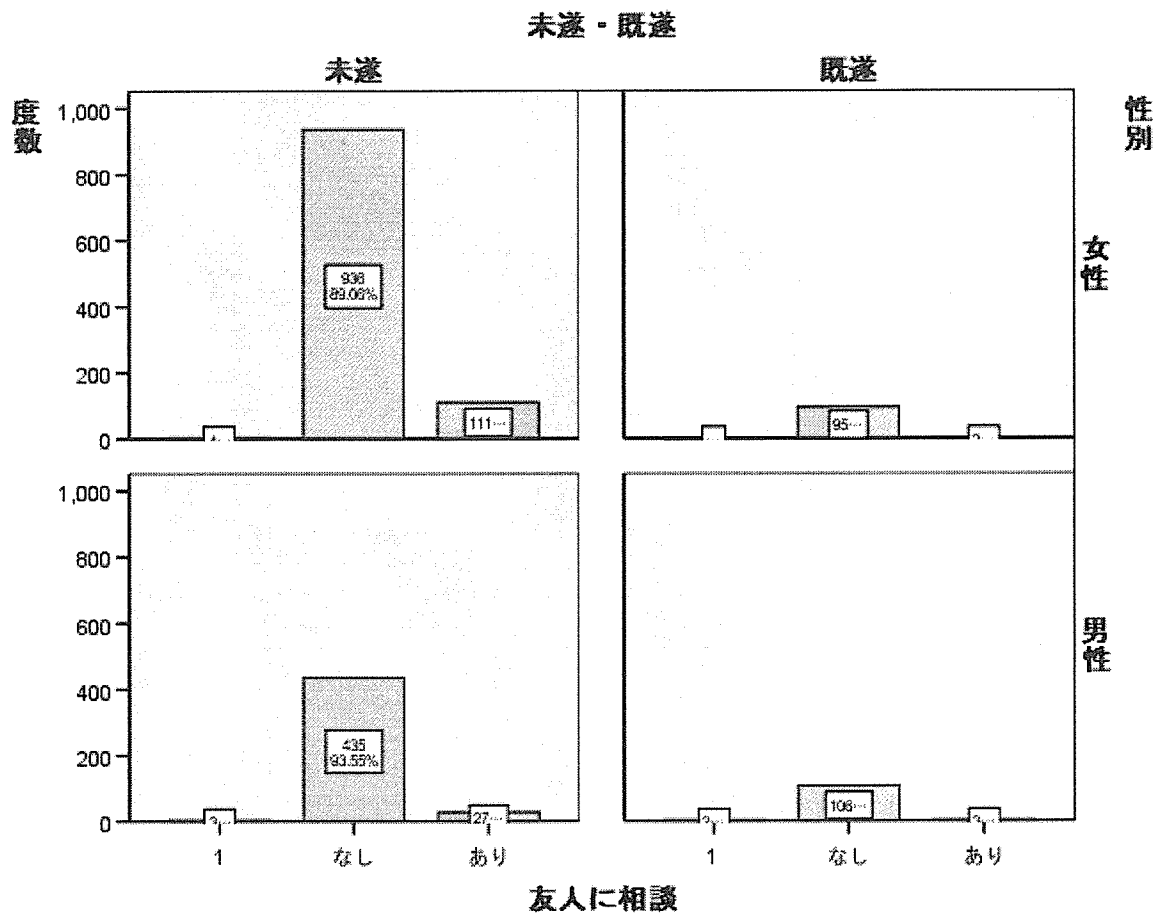 未遂・既遂
未遂 既遂
度数
性別
1,000
800
600
400
200
0
936
89.06%
111…
95…
女性
1,000
800
600
400
200
0
435
93.55%
27…
106…
男性
1 なし あり 1 なし あり
友人に相談